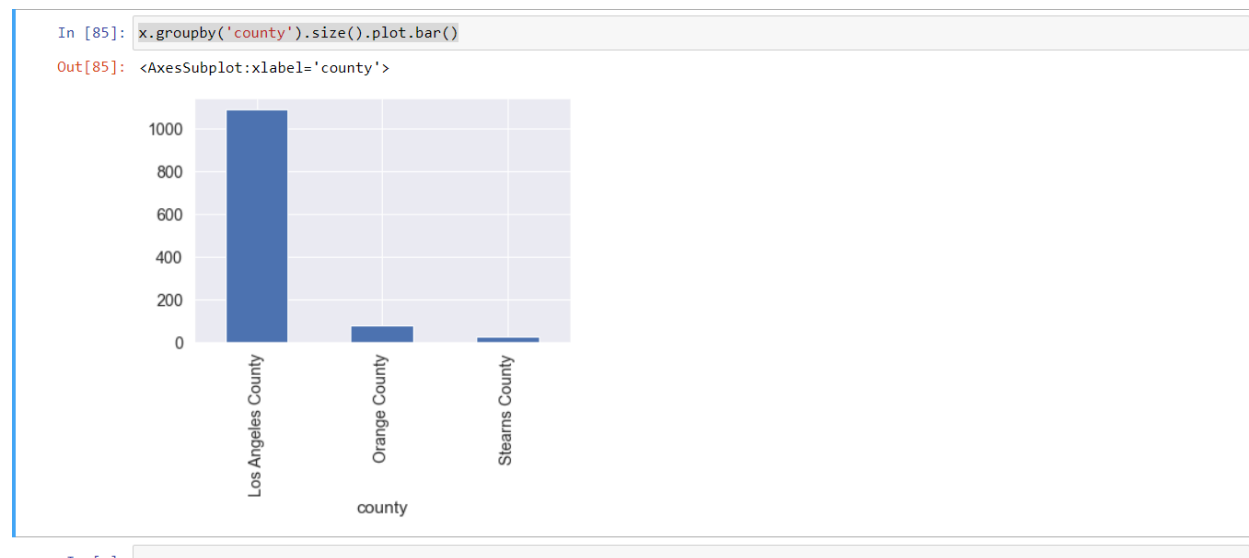 In [85]: x.groupby('county').size().plot.bar()
Out[85]: <AxesSubplot:xlabel='county'>
1000
800
600
400
200
0
Los Angeles County
Orange County
Stearns County
county